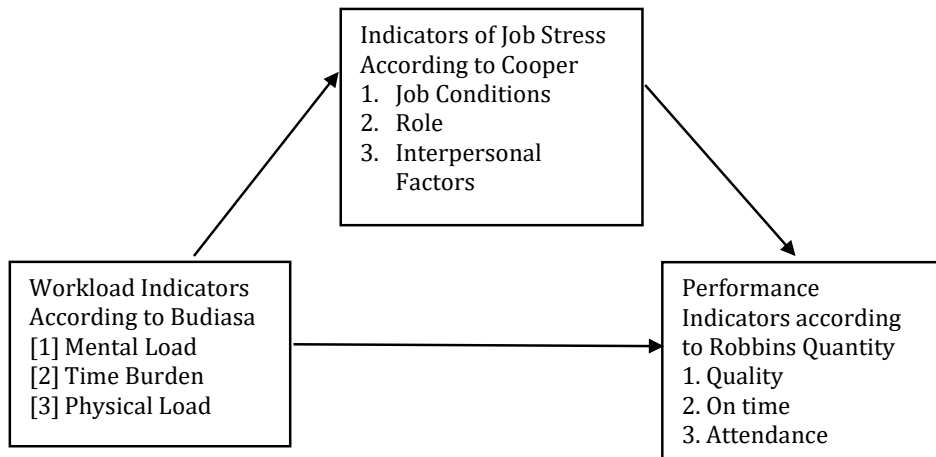 Indicators of Job Stress
According to Cooper
1. Job Conditions
2. Role
3. Interpersonal
Factors
Workload Indicators
According to Budiasa
[1] Mental Load
[2] Time Burden
[3] Physical Load
Performance
Indicators according
to Robbins Quantity
1. Quality
2. On time
3. Attendance